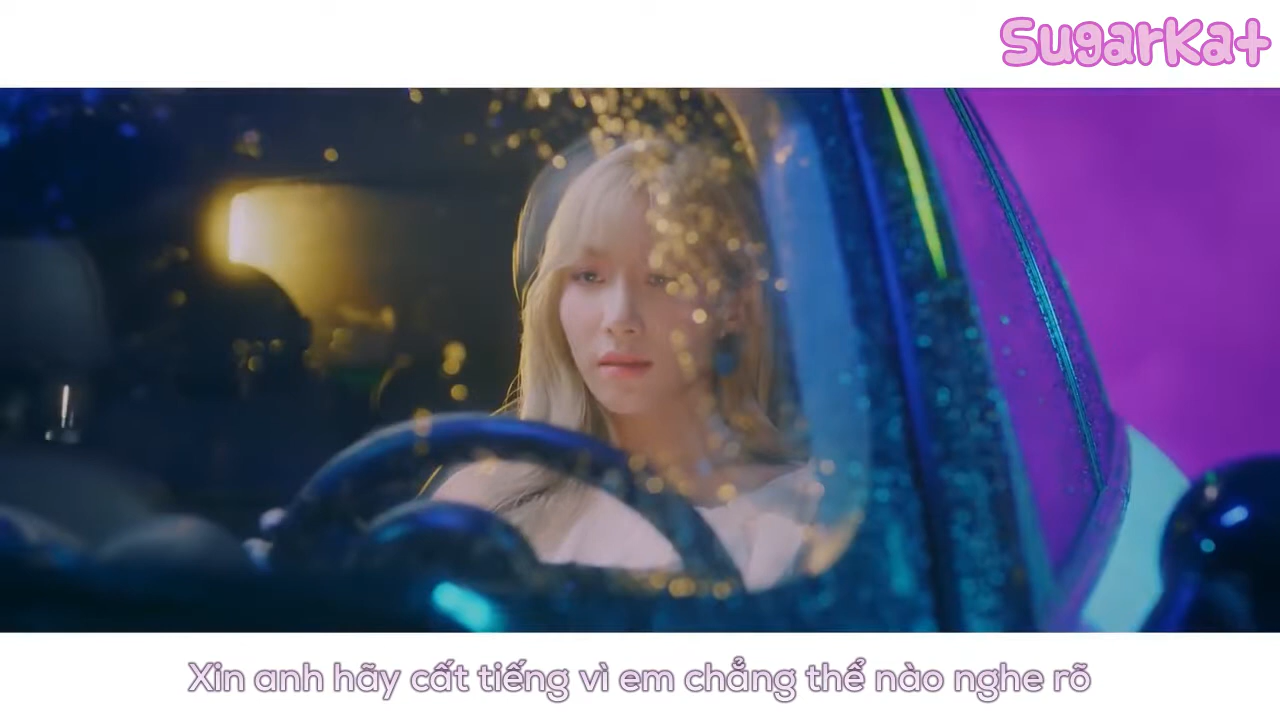 SugarKat
Xin anh hãy cất tiếng vì em chẳng thể nào nghe rõ